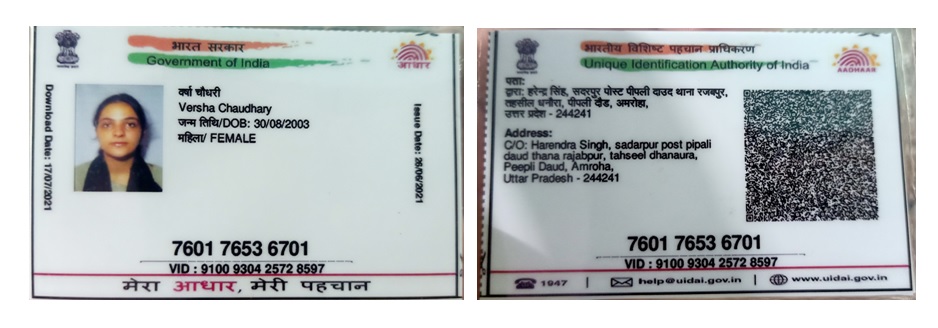 भारत सरकार
Government of India
आधार
Download Date: 17/07/2021
वर्षा चौधरी
Versha Chaudhary
जन्म तिथि/DOB: 30/08/2003
महिला/ FEMALE
Issue Date: 26/06/2021
7601 7653 6701
VID : 9100 9304 2572 8597
मेरा आधार, मेरी पहचान
भारतीय विशिष्ट पहचान प्राधिकरण
Unique Identification Authority of India
AADHAAR
पता:
द्वारा: हरेन्द्र सिंह, सदरपुर पोस्ट पीपली दाउद थाना रजबपुर,
तहसील धनौरा, पीपली दौड, अमरोहा,
उत्तर प्रदेश - 244241
Address:
C/O: Harendra Singh, sadarpur post pipali
daud thana rajabpur, tahseel dhanaura,
Peepli Daud, Amroha,
Uttar Pradesh - 244241
7601 7653 6701
VID : 9100 9304 2572 8597
1947 | help@uidai.gov.in | www.uidai.gov.in